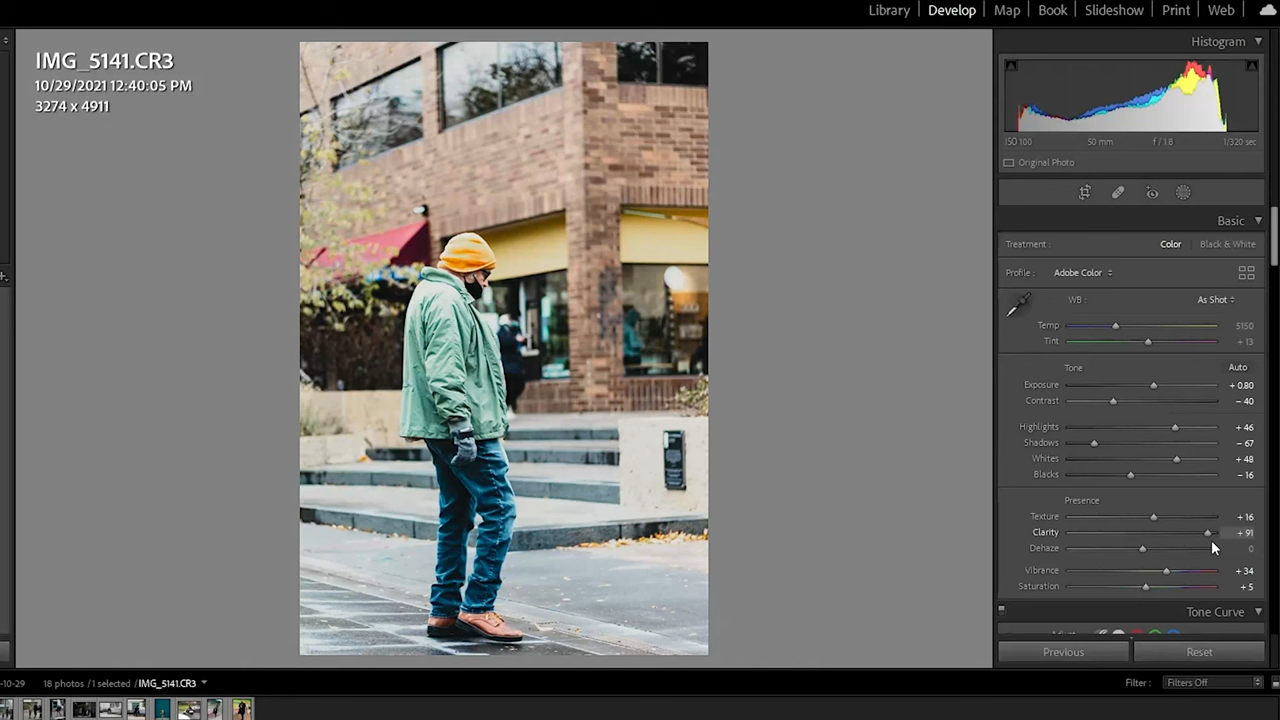 Library Develop Map Book Slideshow Print Web
IMG_5141.CR3
10/29/2021 12:40:05 PM
3274 x 4911
Histogram
ISO 100 50 mm f / 1.8 1/320 sec
Original Photo
Basic
Treatment : Color Black & White
Profile : Adobe Color
WB : As Shot
Temp 5150
Tint + 13
Tone Auto
Exposure + 0.80
Contrast − 40
Highlights + 46
Shadows − 67
Whites + 48
Blacks − 16
Presence
Texture + 16
Clarity + 91
Dehaze 0
Vibrance + 34
Saturation + 5
Tone Curve
Previous Reset
-10-29 18 photos / 1 selected / IMG_5141.CR3
Filter : Filters Off